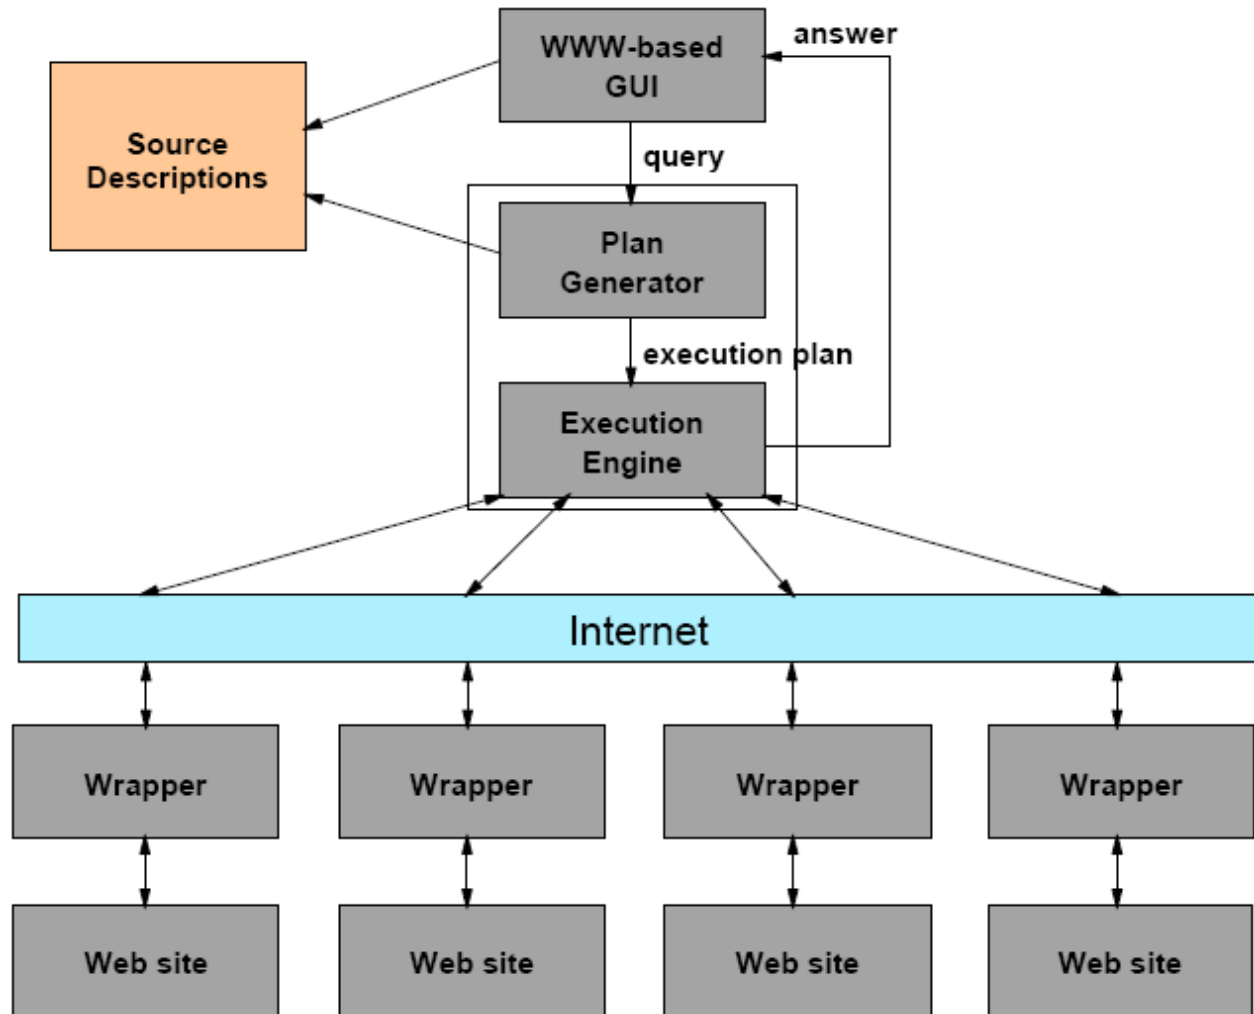 WWW-based
GUI
answer
Source
Descriptions
query
Plan
Generator
execution plan
Execution
Engine
Internet
Wrapper
Wrapper
Wrapper
Wrapper
Web site
Web site
Web site
Web site